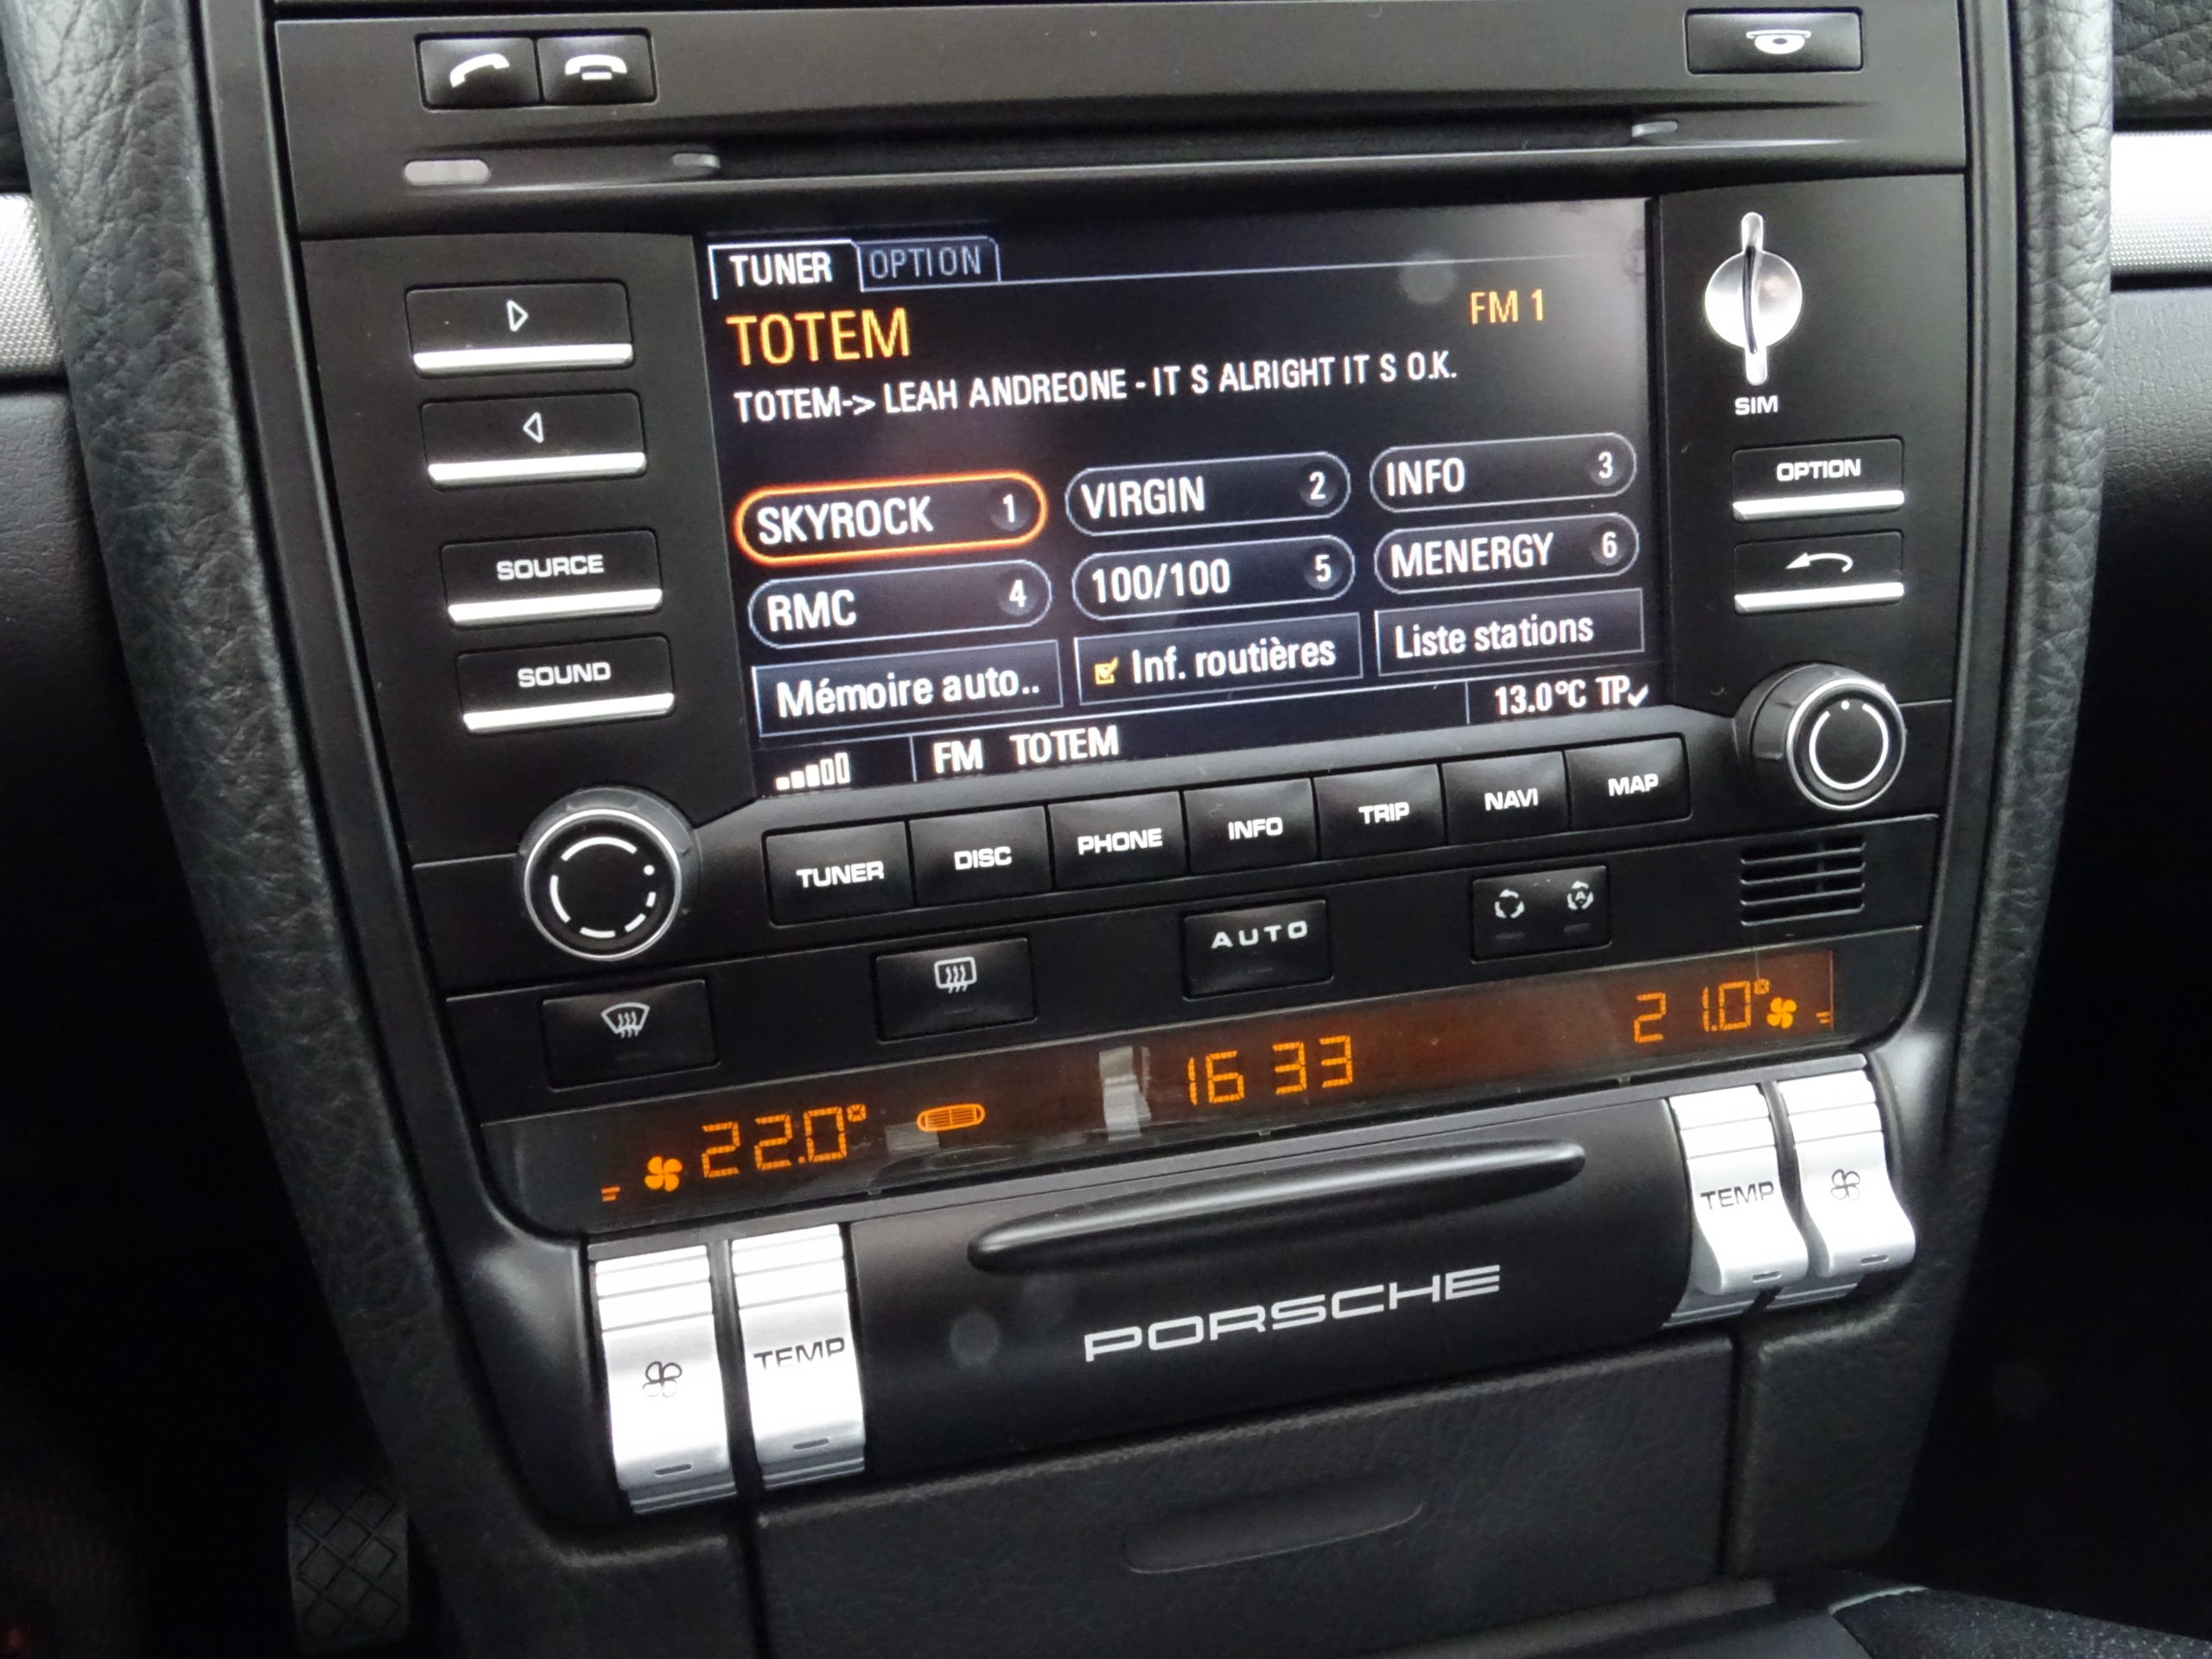 TUNER OPTION
TOTEM FM 1
TOTEM-> LEAH ANDREONE - IT S ALRIGHT IT S O.K.
SKYROCK 1 VIRGIN 2 INFO 3
RMC 4 100/100 5 MENERGY 6
Mémoire auto.. Inf. routières Liste stations
13.0°C TP
FM TOTEM
SIM
OPTION
SOURCE
SOUND
TUNER DISC PHONE INFO TRIP NAVI MAP
AUTO
A
22.0° 16 33 21.0°
TEMP
TEMP
PORSCHE